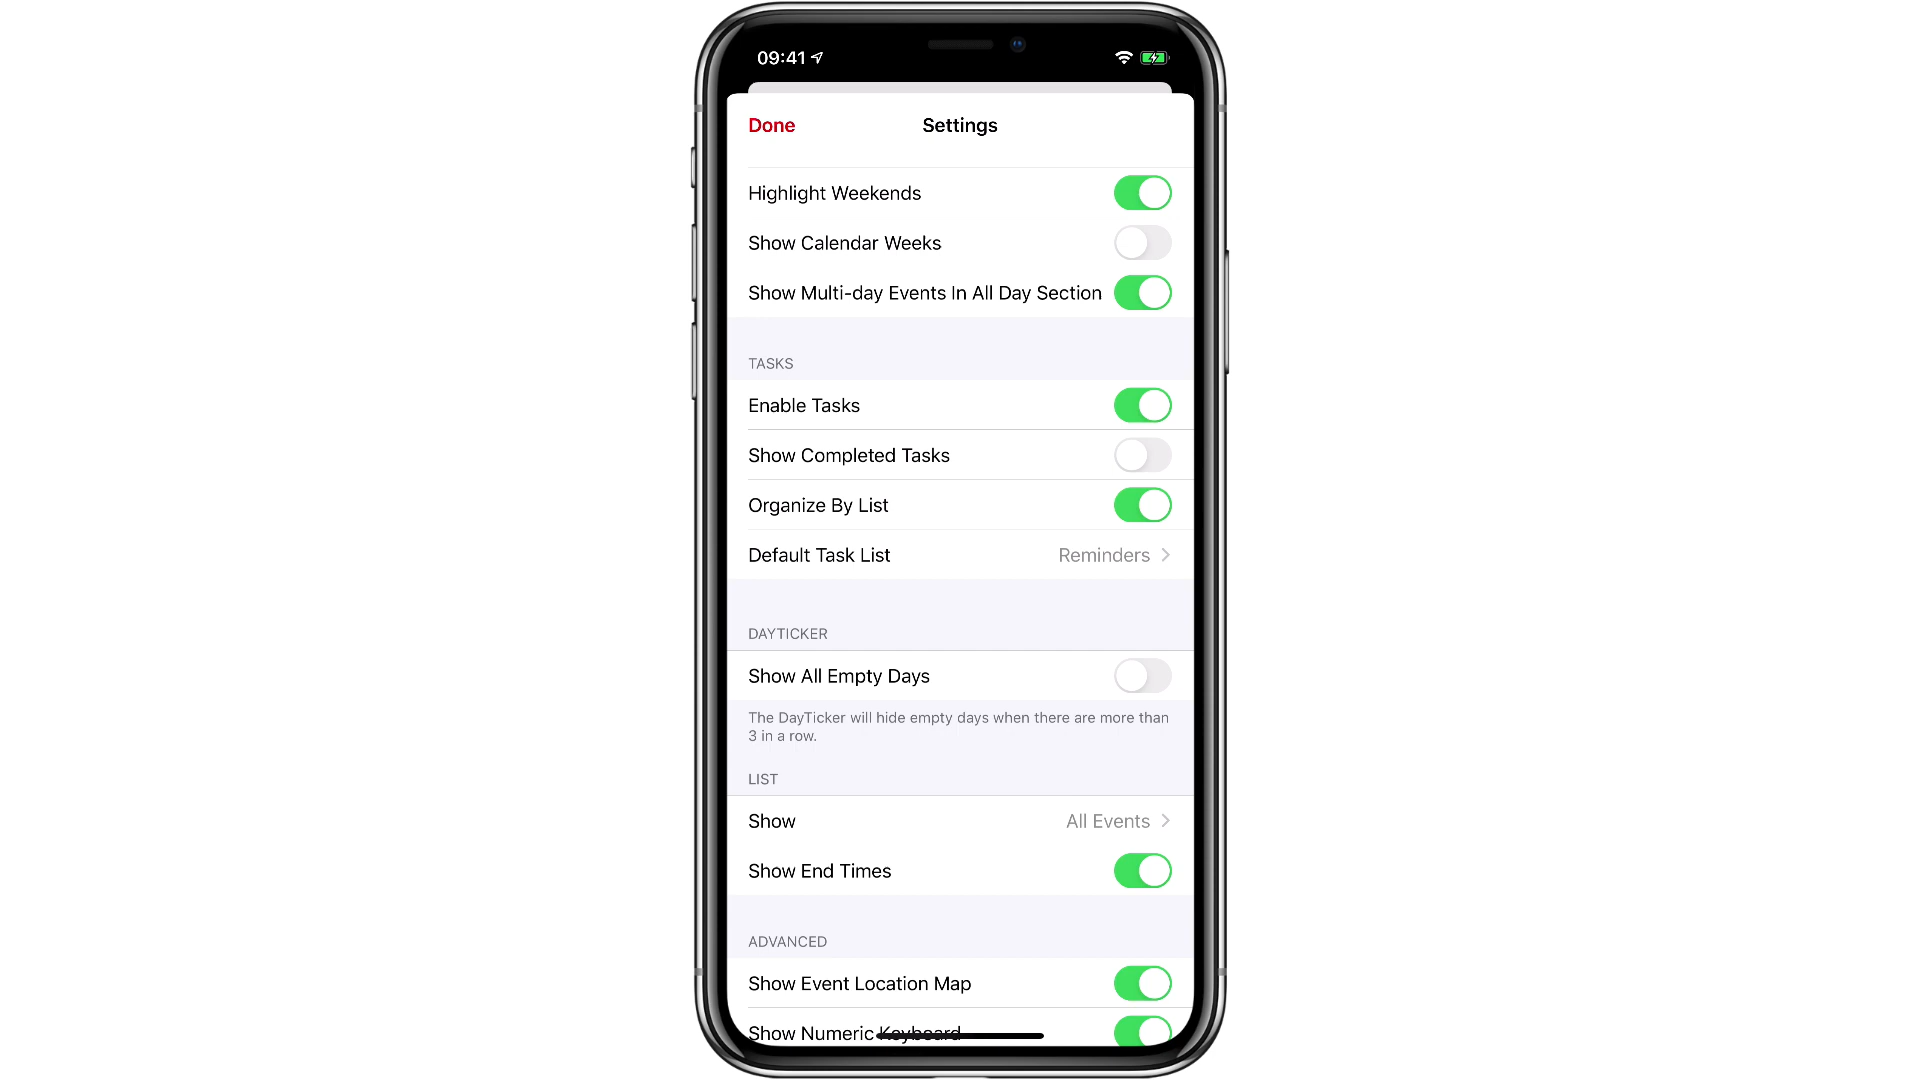 09:41
Done
Settings
Highlight Weekends
Show Calendar Weeks
Show Multi-day Events In All Day Section
TASKS
Enable Tasks
Show Completed Tasks
Organize By List
Default Task List Reminders
DAYTICKER
Show All Empty Days
The DayTicker will hide empty days when there are more than
3 in a row.
LIST
Show All Events
Show End Times
ADVANCED
Show Event Location Map
Show Numeric Keyboard